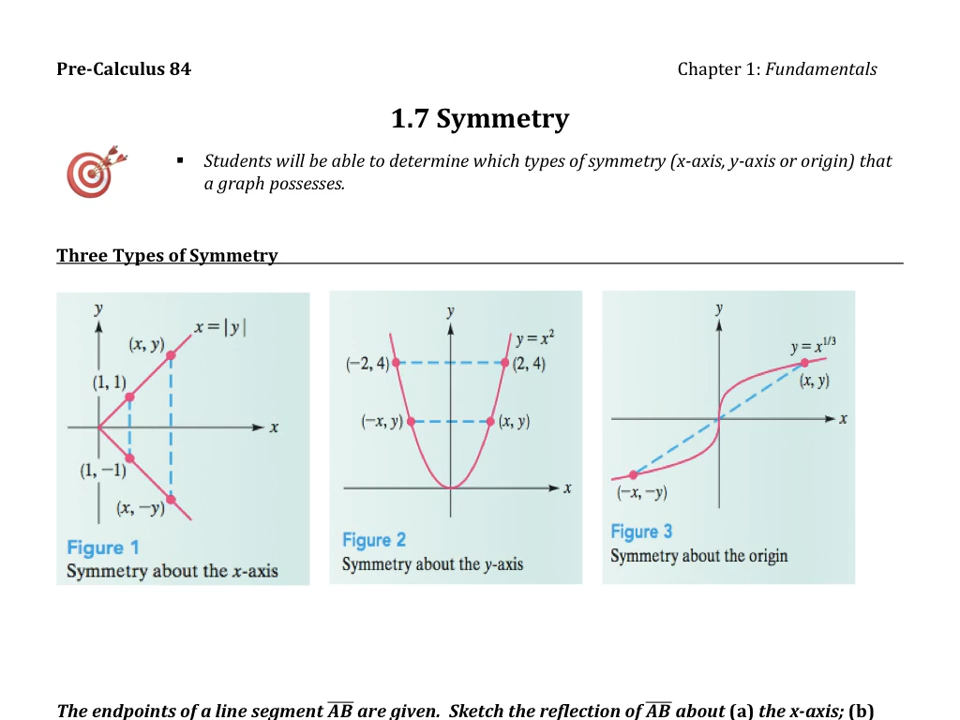 Pre-Calculus 84 Chapter 1: Fundamentals
1.7 Symmetry
▪ Students will be able to determine which types of symmetry (x-axis, y-axis or origin) that
a graph possesses.
Three Types of Symmetry
y
x = |y|
(x, y)
(1, 1)
x
(1, −1)
(x, −y)
Figure 1
Symmetry about the x-axis
y
y = x²
(−2, 4) (2, 4)
(−x, y) (x, y)
x
Figure 2
Symmetry about the y-axis
y
y = x^{1/3}
(x, y)
x
(−x, −y)
Figure 3
Symmetry about the origin
The endpoints of a line segment A̅B̅ are given. Sketch the reflection of A̅B̅ about (a) the x-axis; (b)